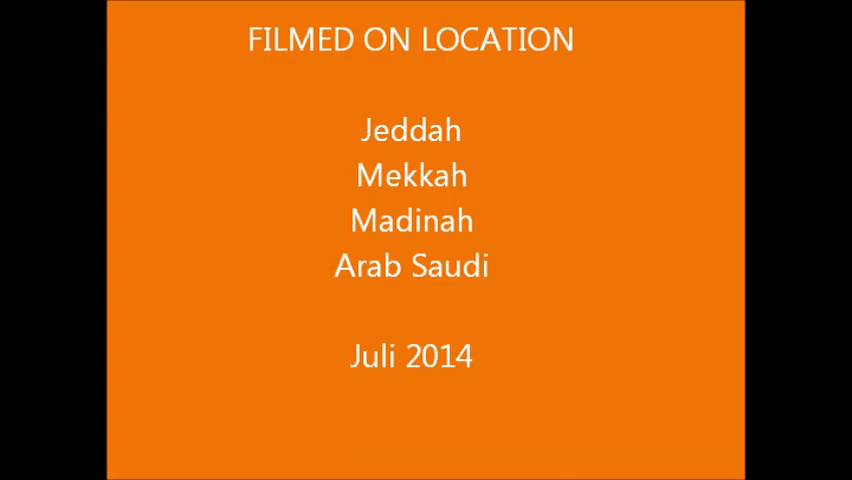 FILMED ON LOCATION
Jeddah
Mekkah
Madinah
Arab Saudi
Juli 2014